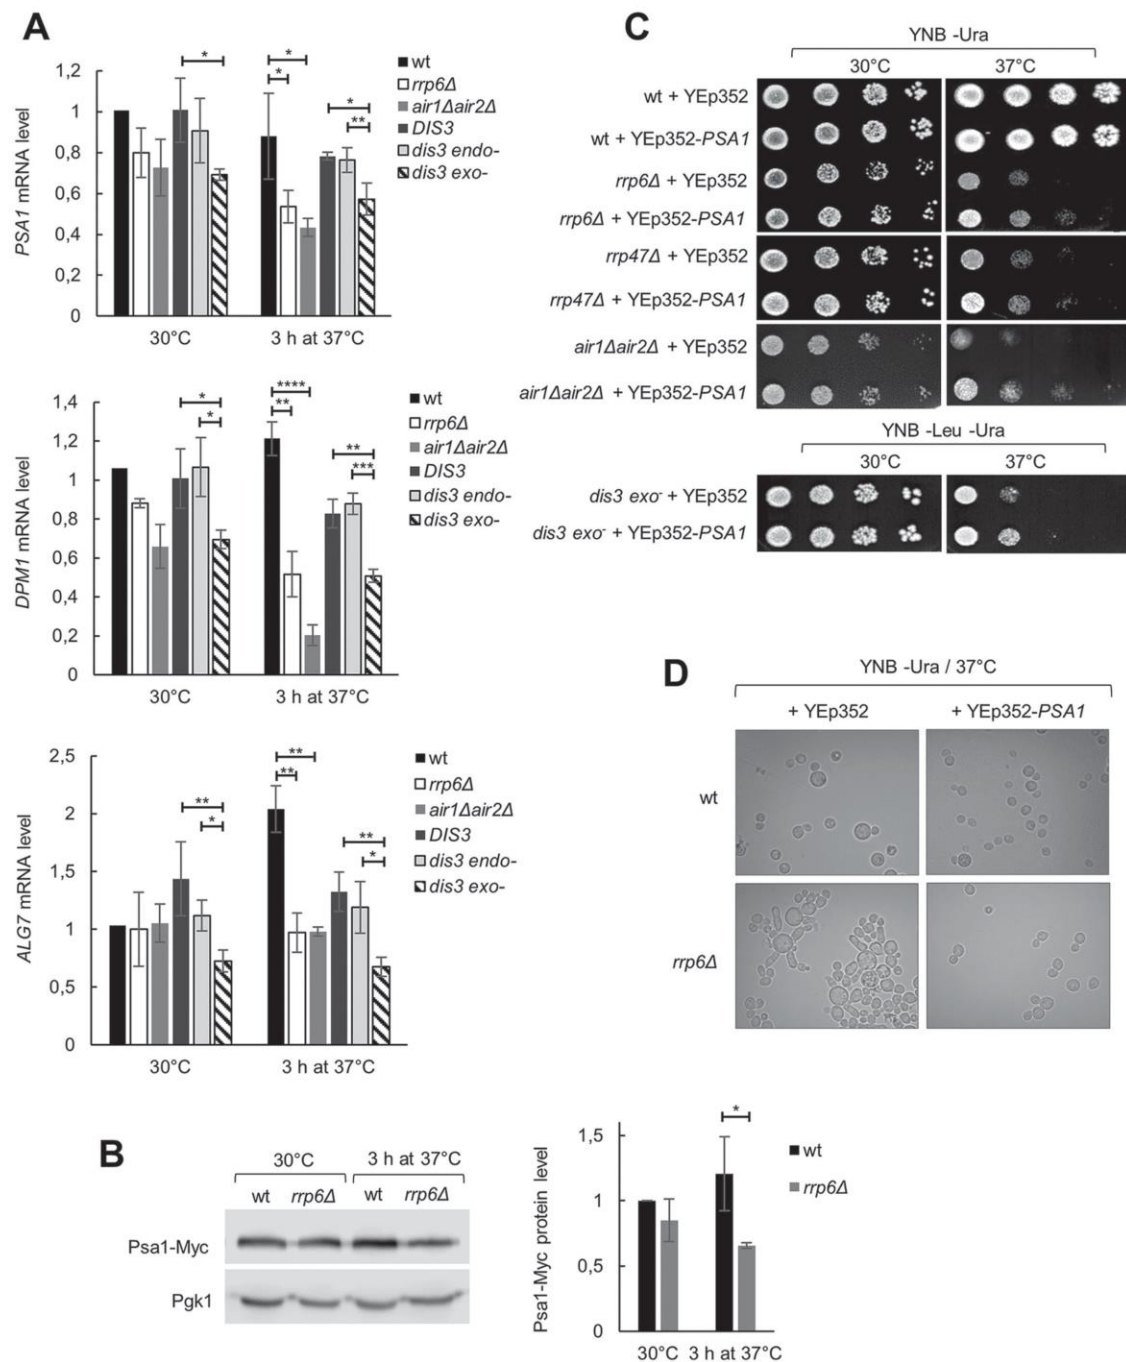 A
PSA1 mRNA level
1,2
1
0,8
0,6
0,4
0,2
0
*
*
*
*
**
30°C
3 h at 37°C
wt
rrp6Δ
air1Δair2Δ
DIS3
dis3 endo-
dis3 exo-
DPM1 mRNA level
1,4
1,2
1
0,8
0,6
0,4
0,2
0
*
*
****
**
**
***
30°C
3 h at 37°C
wt
rrp6Δ
air1Δair2Δ
DIS3
dis3 endo-
dis3 exo-
ALG7 mRNA level
2,5
2
1,5
1
0,5
0
**
*
**
**
**
*
30°C
3 h at 37°C
wt
rrp6Δ
air1Δair2Δ
DIS3
dis3 endo-
dis3 exo-
B
30°C
3 h at 37°C
wt
rrp6Δ
wt
rrp6Δ
Psa1-Myc
Pgk1
Psa1-Myc protein level
1,5
1
0,5
0
*
30°C
3 h at 37°C
wt
rrp6Δ
C
YNB -Ura
30°C
37°C
wt + YEp352
wt + YEp352-PSA1
rrp6Δ + YEp352
rrp6Δ + YEp352-PSA1
rrp47Δ + YEp352
rrp47Δ + YEp352-PSA1
air1Δair2Δ + YEp352
air1Δair2Δ + YEp352-PSA1
YNB -Leu -Ura
30°C
37°C
dis3 exo⁻ + YEp352
dis3 exo⁻ + YEp352-PSA1
D
YNB -Ura / 37°C
+ YEp352
+ YEp352-PSA1
wt
rrp6Δ